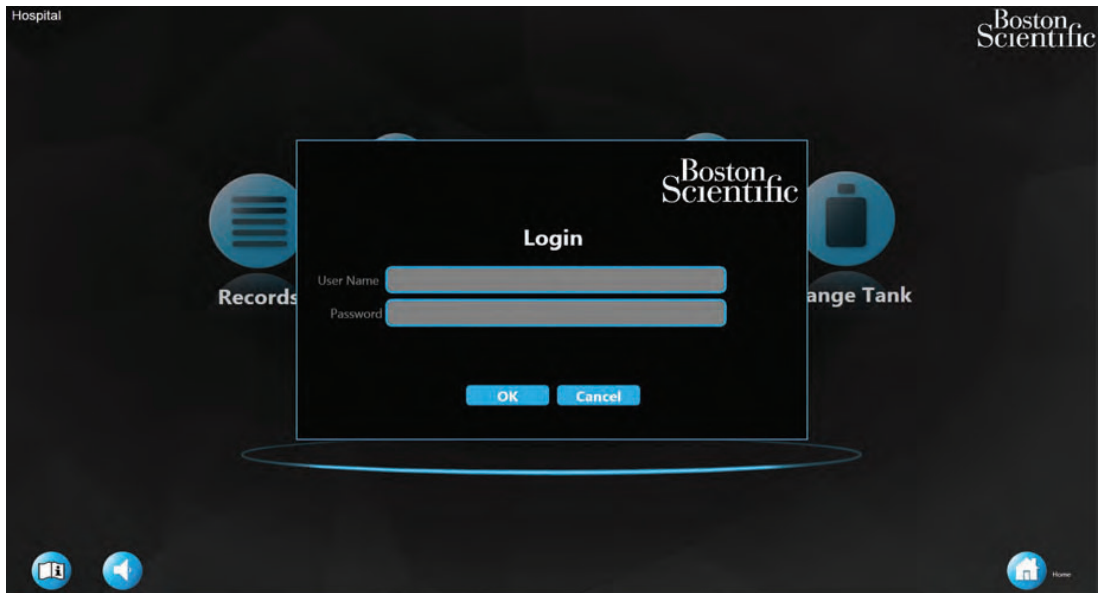 Hospital
Boston
Scientific
Boston
Scientific
Login
User Name
Password
Records
ange Tank
OK
Cancel
Home